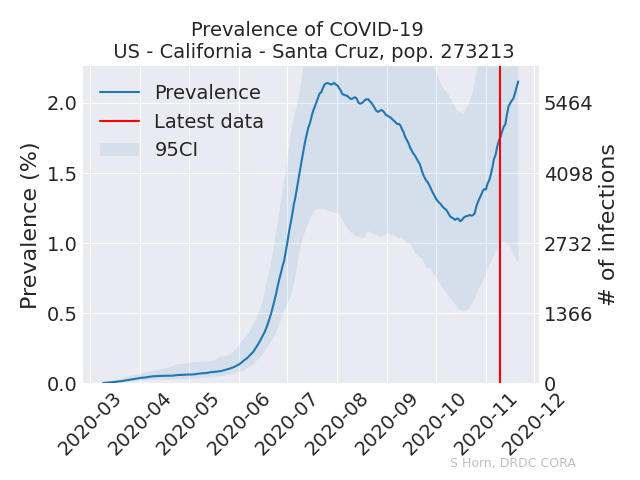 Prevalence of COVID-19
US - California - Santa Cruz, pop. 273213
Prevalence
Latest data
95CI
Prevalence (%)
2.0
1.5
1.0
0.5
0.0
5464
4098
2732
1366
0
# of infections
2020-03
2020-04
2020-05
2020-06
2020-07
2020-08
2020-09
2020-10
2020-11
2020-12
S Horn, DRDC CORA